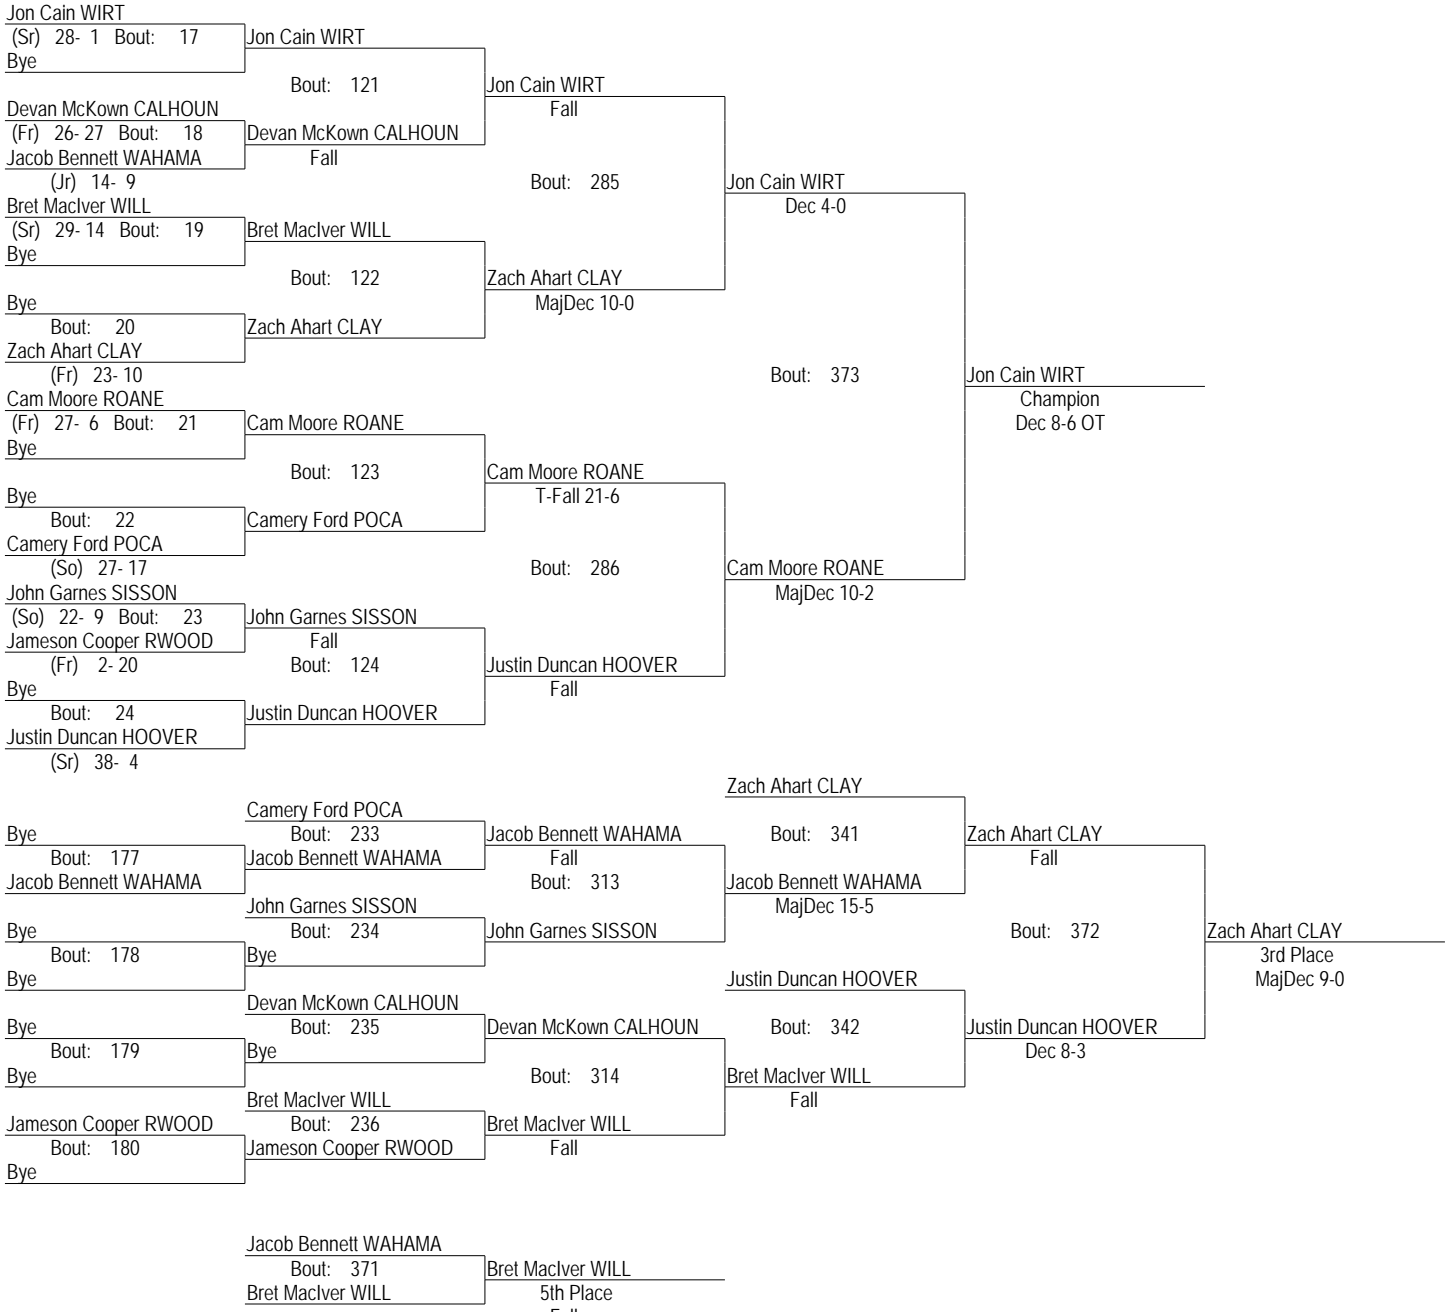 Jon Cain WIRT
(Sr) 28- 1 Bout: 17 Jon Cain WIRT
Bye
Bout: 121 Jon Cain WIRT
Devan McKown CALHOUN Fall
(Fr) 26- 27 Bout: 18 Devan McKown CALHOUN
Jacob Bennett WAHAMA Fall
(Jr) 14- 9 Bout: 285 Jon Cain WIRT
Bret MacIver WILL Dec 4-0
(Sr) 29- 14 Bout: 19 Bret MacIver WILL
Bye
Bout: 122 Zach Ahart CLAY
Bye MajDec 10-0
Bout: 20 Zach Ahart CLAY
Zach Ahart CLAY
(Fr) 23- 10 Bout: 373 Jon Cain WIRT
Cam Moore ROANE Champion
(Fr) 27- 6 Bout: 21 Cam Moore ROANE Dec 8-6 OT
Bye
Bout: 123 Cam Moore ROANE
Bye T-Fall 21-6
Bout: 22 Camery Ford POCA
Camery Ford POCA
(So) 27- 17 Bout: 286 Cam Moore ROANE
John Garnes SISSON MajDec 10-2
(So) 22- 9 Bout: 23 John Garnes SISSON
Jameson Cooper RWOOD Fall
(Fr) 2- 20 Bout: 124 Justin Duncan HOOVER
Bye Fall
Bout: 24 Justin Duncan HOOVER
Justin Duncan HOOVER
(Sr) 38- 4
Zach Ahart CLAY
Camery Ford POCA
Bye Bout: 233 Jacob Bennett WAHAMA Bout: 341 Zach Ahart CLAY
Bout: 177 Jacob Bennett WAHAMA Fall Fall
Jacob Bennett WAHAMA Bout: 313 Jacob Bennett WAHAMA
John Garnes SISSON MajDec 15-5
Bye Bout: 234 John Garnes SISSON Bout: 372 Zach Ahart CLAY
Bout: 178 Bye 3rd Place
Bye Justin Duncan HOOVER MajDec 9-0
Devan McKown CALHOUN
Bye Bout: 235 Devan McKown CALHOUN Bout: 342 Justin Duncan HOOVER
Bout: 179 Bye Dec 8-3
Bye Bout: 314 Bret MacIver WILL
Bret MacIver WILL Fall
Jameson Cooper RWOOD Bout: 236 Bret MacIver WILL
Bout: 180 Jameson Cooper RWOOD Fall
Bye
Jacob Bennett WAHAMA
Bout: 371 Bret MacIver WILL
Bret MacIver WILL 5th Place